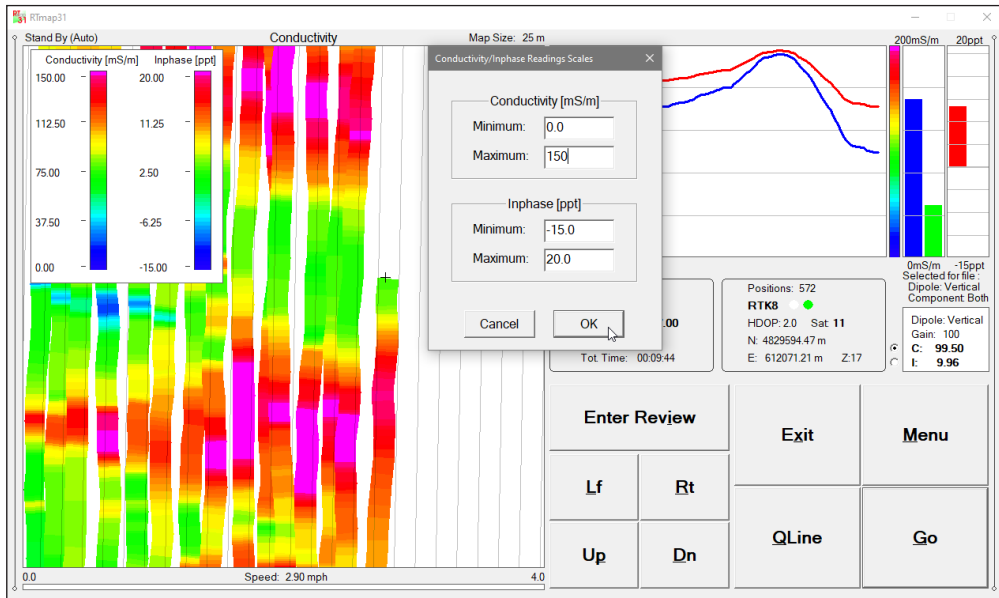 RT31 RTmap31
Stand By (Auto) Conductivity Map Size: 25 m
Conductivity [mS/m] Inphase [ppt]
150.00 20.00
112.50 11.25
75.00 2.50
37.50 -6.25
0.00 -15.00
Conductivity/Inphase Readings Scales
Conductivity [mS/m]
Minimum: 0.0
Maximum: 150
Inphase [ppt]
Minimum: -15.0
Maximum: 20.0
Cancel OK
200mS/m 20ppt
0mS/m -15ppt
Selected for file :
Dipole: Vertical
Component: Both
.00
Tot. Time: 00:09:44
Positions: 572
RTK8
HDOP: 2.0 Sat: 11
N: 4829594.47 m
E: 612071.21 m Z:17
Dipole: Vertical
Gain: 100
C: 99.50
I: 9.96
Enter Review
Exit
Menu
Lf
Rt
Up
Dn
QLine
Go
0.0 Speed: 2.90 mph 4.0